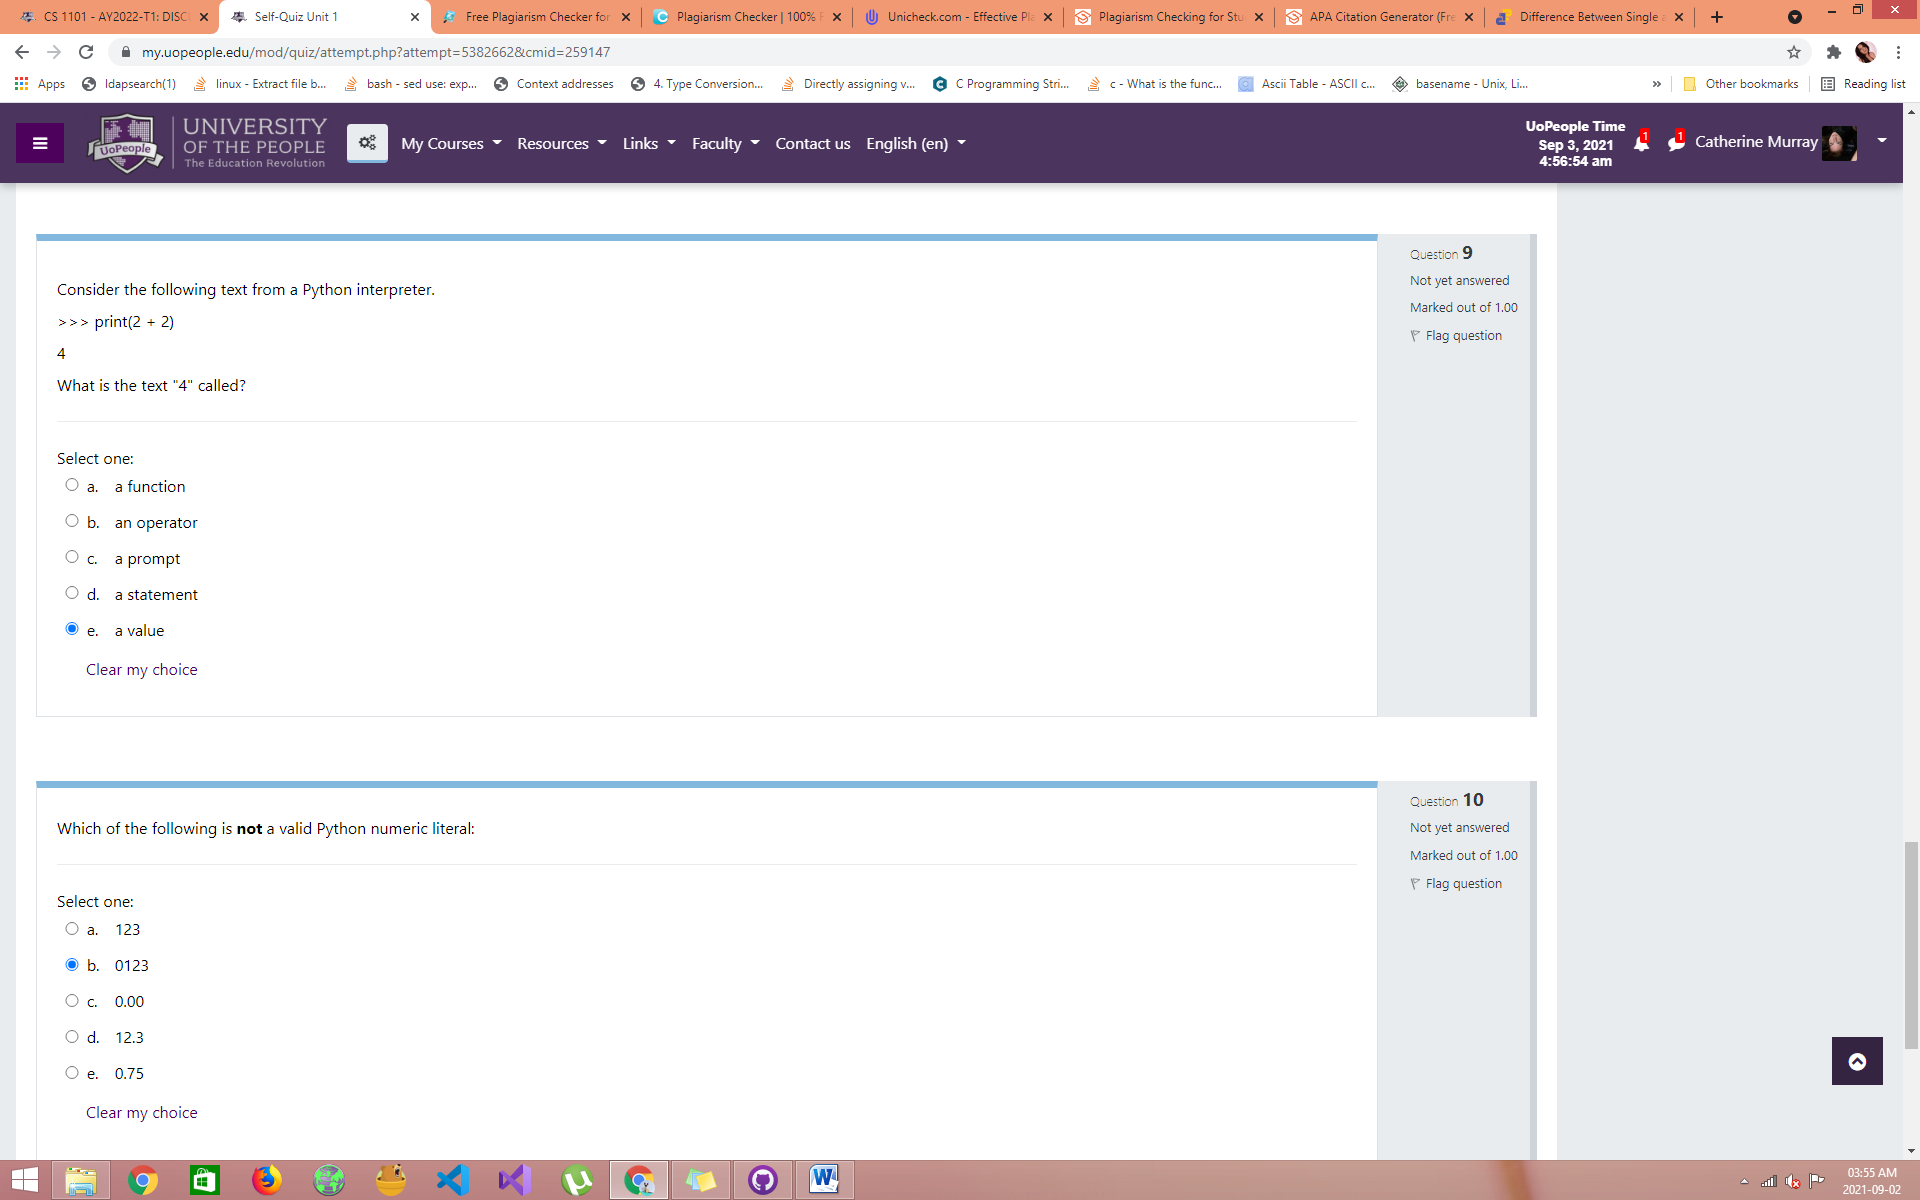 CS 1101 - AY2022-T1: DISC
Self-Quiz Unit 1
Free Plagiarism Checker for
Plagiarism Checker | 100% F
Unicheck.com - Effective Pl
Plagiarism Checking for Stu
APA Citation Generator (Fre
Difference Between Single
my.uopeople.edu/mod/quiz/attempt.php?attempt=5382662&cmid=259147
Apps
ldapsearch(1)
linux - Extract file b...
bash - sed use: exp...
Context addresses
4. Type Conversion...
Directly assigning v...
C Programming Stri...
c - What is the func...
Ascii Table - ASCII c...
basename - Unix, Li...
»
Other bookmarks
Reading list
UoPeople
UNIVERSITY
OF THE PEOPLE
The Education Revolution
My Courses
Resources
Links
Faculty
Contact us
English (en)
UoPeople Time
Sep 3, 2021
4:56:54 am
1
1
Catherine Murray
Consider the following text from a Python interpreter.
>>> print(2 + 2)
4
What is the text "4" called?
Select one:
a. a function
b. an operator
c. a prompt
d. a statement
e. a value
Clear my choice
Question 9
Not yet answered
Marked out of 1.00
Flag question
Which of the following is not a valid Python numeric literal:
Select one:
a. 123
b. 0123
c. 0.00
d. 12.3
e. 0.75
Clear my choice
Question 10
Not yet answered
Marked out of 1.00
Flag question
03:55 AM
2021-09-02